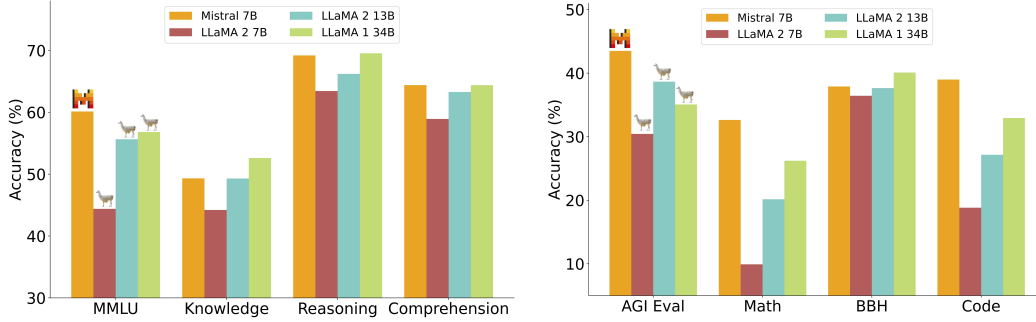 Mistral 7B
LLaMA 2 7B
LLaMA 2 13B
LLaMA 1 34B
Accuracy (%)
70
60
50
40
30
MMLU Knowledge Reasoning Comprehension
Mistral 7B
LLaMA 2 7B
LLaMA 2 13B
LLaMA 1 34B
Accuracy (%)
50
40
30
20
10
AGI Eval Math BBH Code